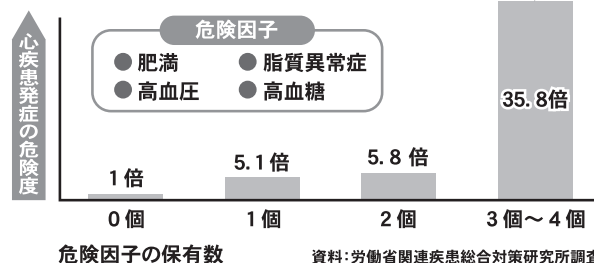 心疾患発症の危険度
危険因子
●肥満 ●脂質異常症
●高血圧 ●高血糖
1倍
5.1倍
5.8倍
35.8倍
0個 1個 2個 3個～4個
危険因子の保有数
資料：労働省関連疾患総合対策研究所調査